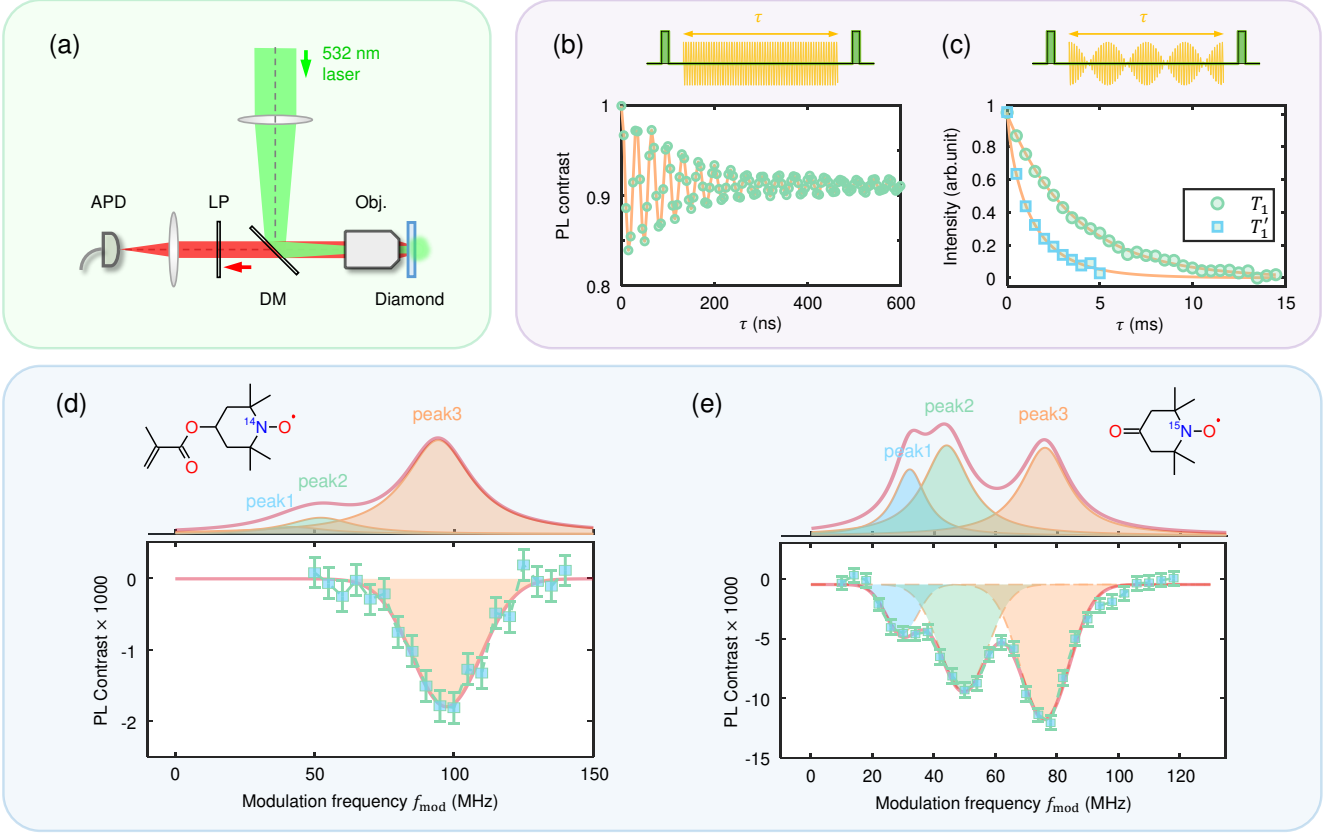 (a)
532 nm
laser
APD
LP
Obj.
DM
Diamond
(b)
τ
PL contrast
1
0.9
0.8
0
200
400
600
τ (ns)
(c)
τ
Intensity (arb.unit)
1
0.8
0.6
0.4
0.2
0
T₁
T₁′
0
5
10
15
τ (ms)
(d)
O
O
¹⁴N
O•
peak1
peak2
peak3
PL Contrast × 1000
0
-1
-2
0
50
100
150
Modulation frequency f_mod (MHz)
(e)
peak1
peak2
peak3
O
¹⁵N
O•
PL Contrast × 1000
0
-5
-10
-15
0
20
40
60
80
100
120
Modulation frequency f_mod (MHz)